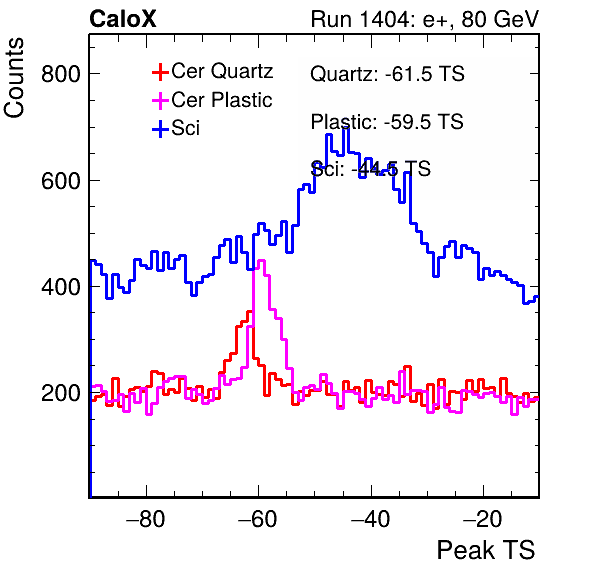 CaloX Run 1404: e+, 80 GeV
Counts
800
600
400
200
Cer Quartz
Cer Plastic
Sci
Quartz: -61.5 TS
Plastic: -59.5 TS
Sci: -44.5 TS
−80 −60 −40 −20
Peak TS